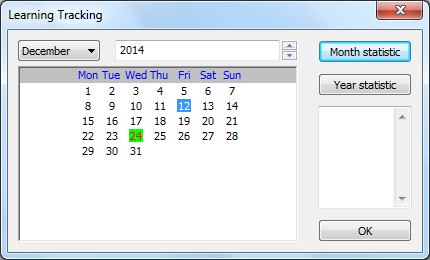 Learning Tracking
December 2014 Month statistic
Mon Tue Wed Thu Fri Sat Sun
Year statistic
1 2 3 4 5 6 7
8 9 10 11 12 13 14
15 16 17 18 19 20 21
22 23 24 25 26 27 28
29 30 31
OK